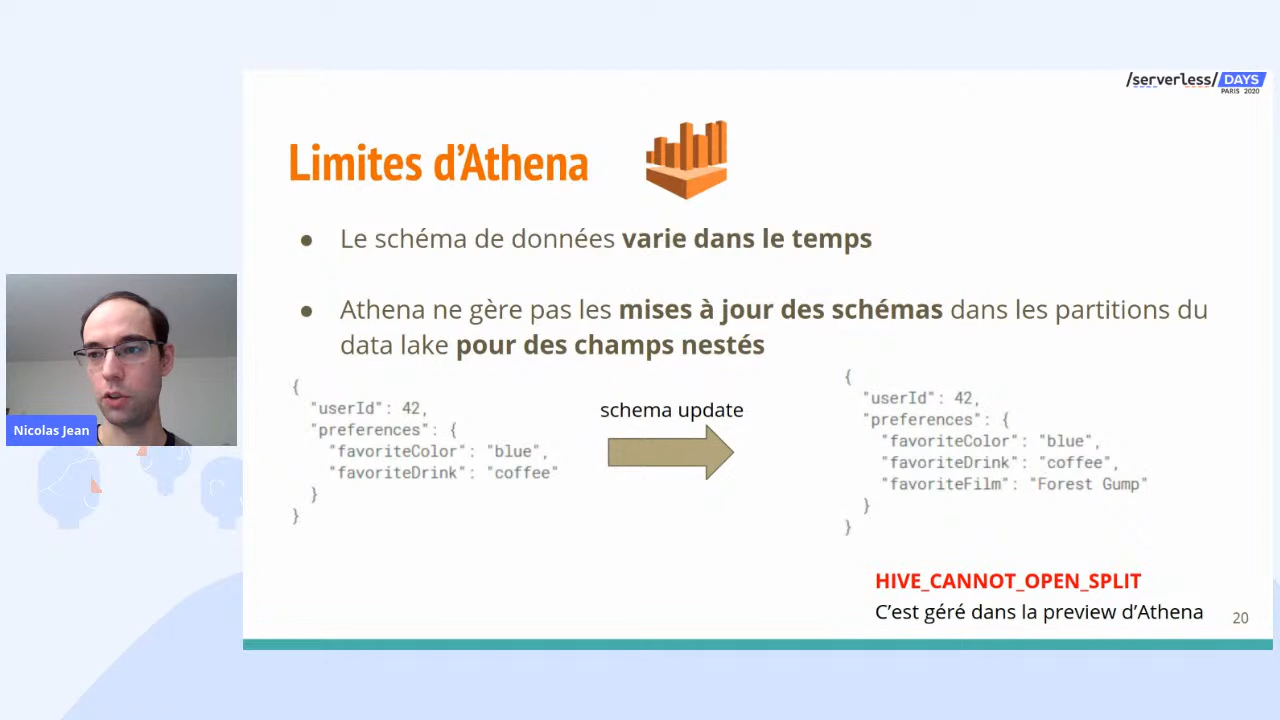 /serverless/ DAYS
PARIS 2020
Limites d'Athena
● Le schéma de données varie dans le temps
● Athena ne gère pas les mises à jour des schémas dans les partitions du
data lake pour des champs nestés
{
"userId": 42,
"preferences": {
"favoriteColor": "blue",
"favoriteDrink": "coffee"
}
}
schema update
{
"userId": 42,
"preferences": {
"favoriteColor": "blue",
"favoriteDrink": "coffee",
"favoriteFilm": "Forest Gump"
}
}
HIVE_CANNOT_OPEN_SPLIT
C'est géré dans la preview d'Athena
20
Nicolas Jean